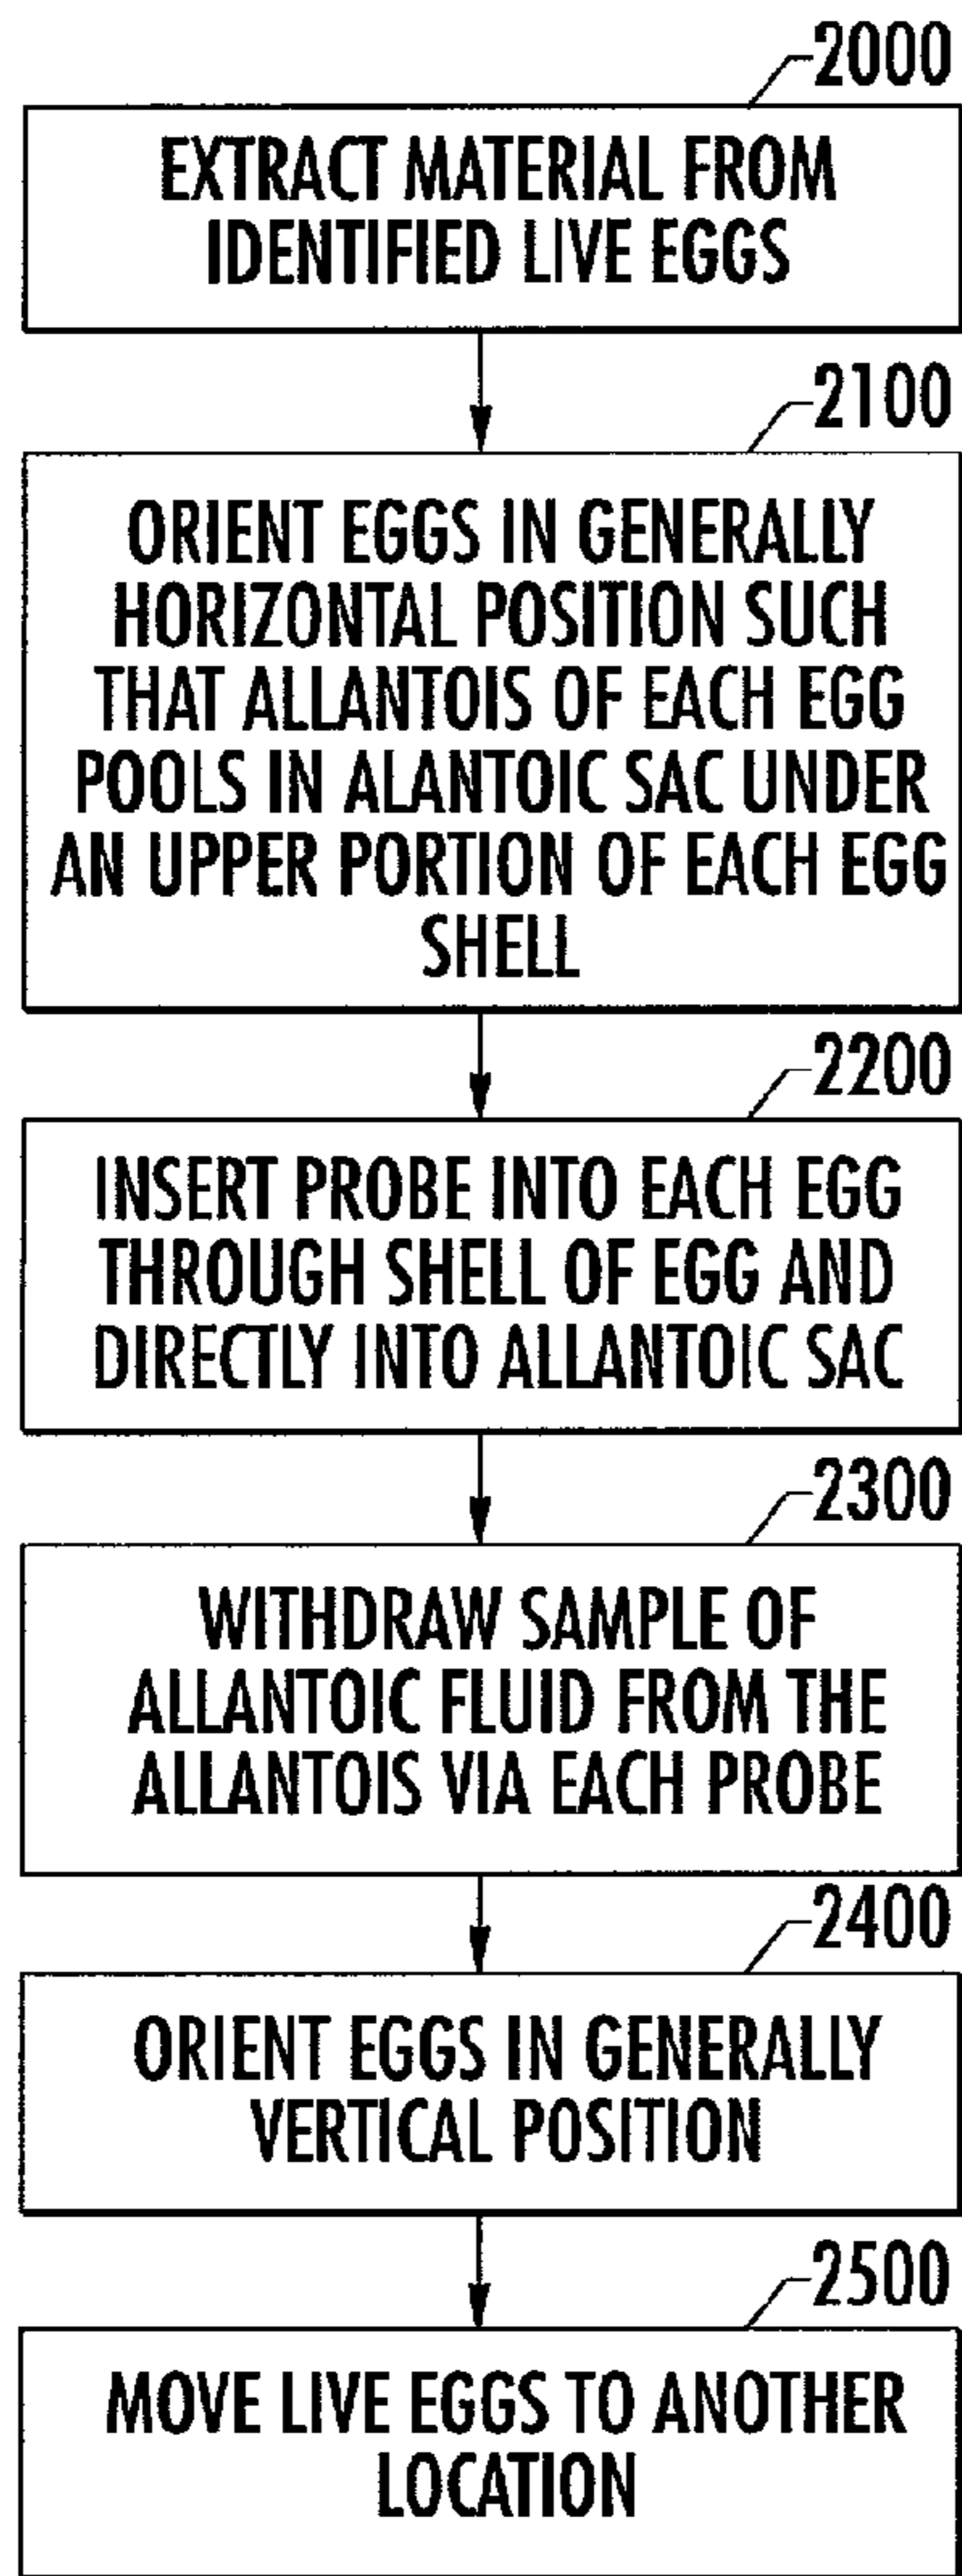 2000
EXTRACT MATERIAL FROM
IDENTIFIED LIVE EGGS
2100
ORIENT EGGS IN GENERALLY
HORIZONTAL POSITION SUCH
THAT ALLANTOIS OF EACH EGG
POOLS IN ALANTOIC SAC UNDER
AN UPPER PORTION OF EACH EGG
SHELL
2200
INSERT PROBE INTO EACH EGG
THROUGH SHELL OF EGG AND
DIRECTLY INTO ALLANTOIC SAC
2300
WITHDRAW SAMPLE OF
ALLANTOIC FLUID FROM THE
ALLANTOIS VIA EACH PROBE
2400
ORIENT EGGS IN GENERALLY
VERTICAL POSITION
2500
MOVE LIVE EGGS TO ANOTHER
LOCATION